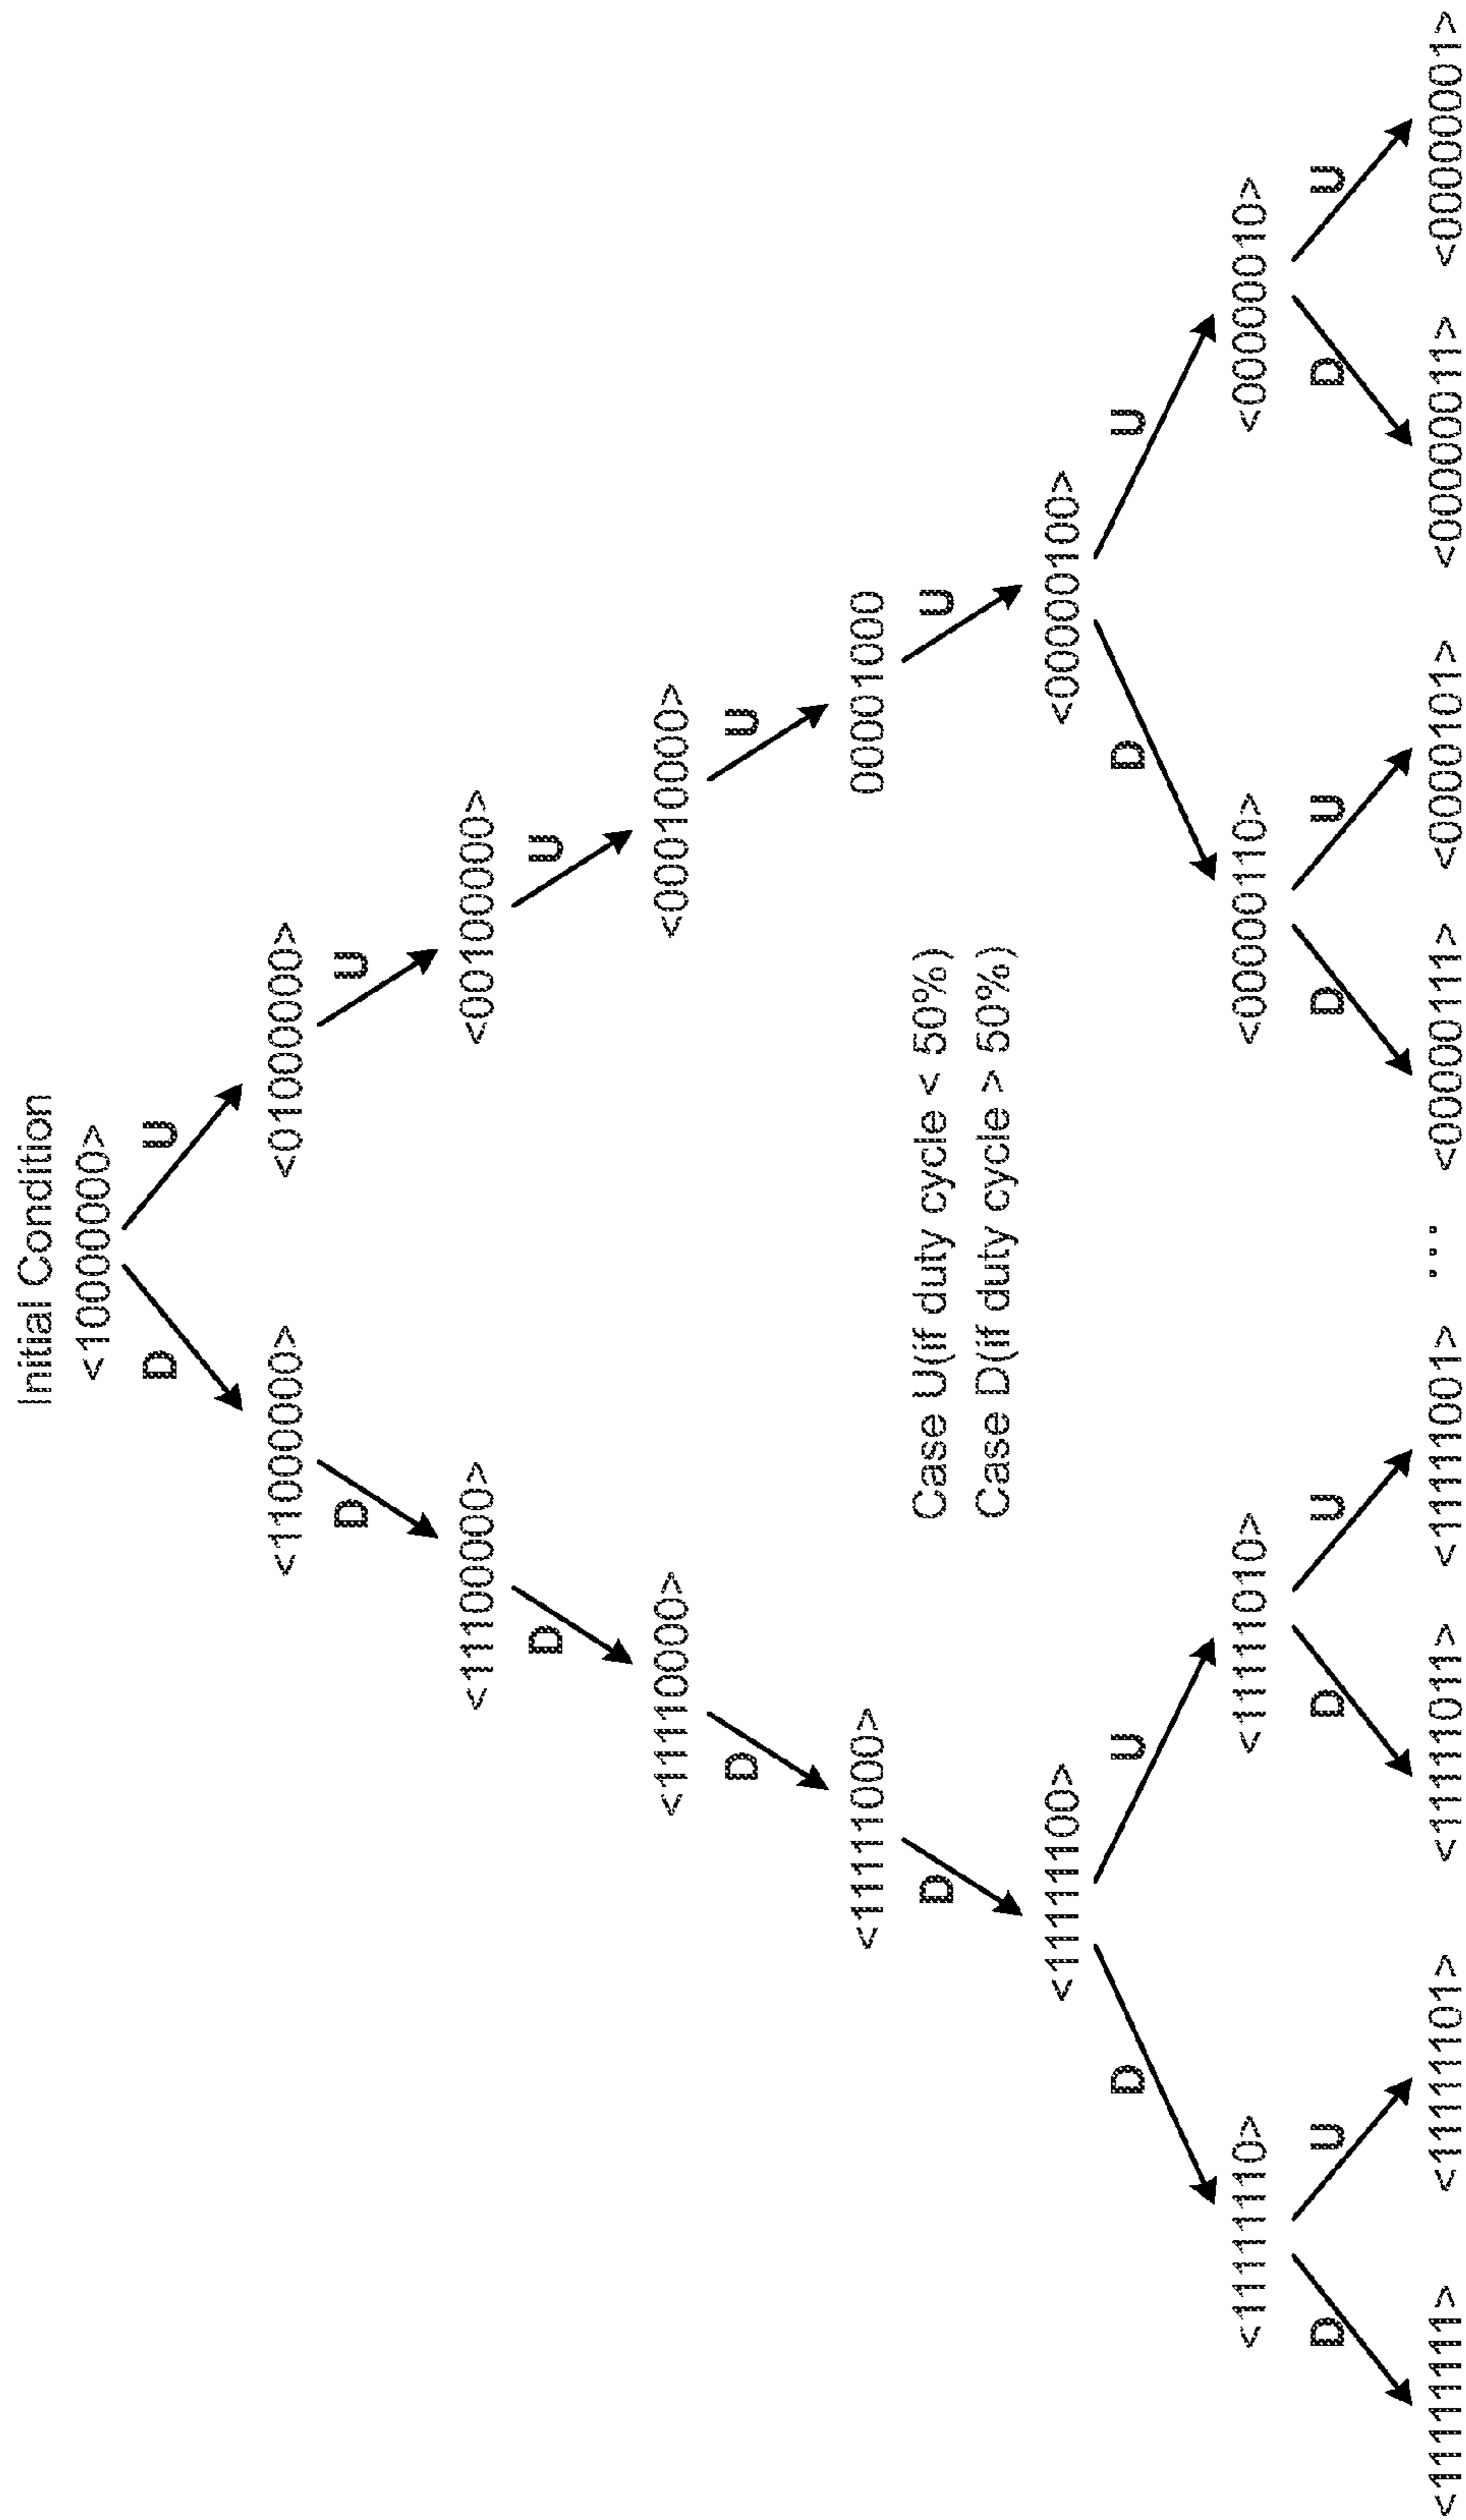 Initial Condition
<10000000>
D U
<11000000> <01000000>
D U
<11100000> <00100000>
D U
<11110000> <00010000>
D U
<11111000> 00001000
D U
Case U(if duty cycle < 50%)
Case D(if duty cycle > 50%)
<11111100> <00000100>
D U D U
<11111110> <11111010> <00000110> <00000010>
D U D U D U D U
<11111111> <11111101> <11111011> <11111001> ... <00000111> <0000101> <00000011> <00000001>